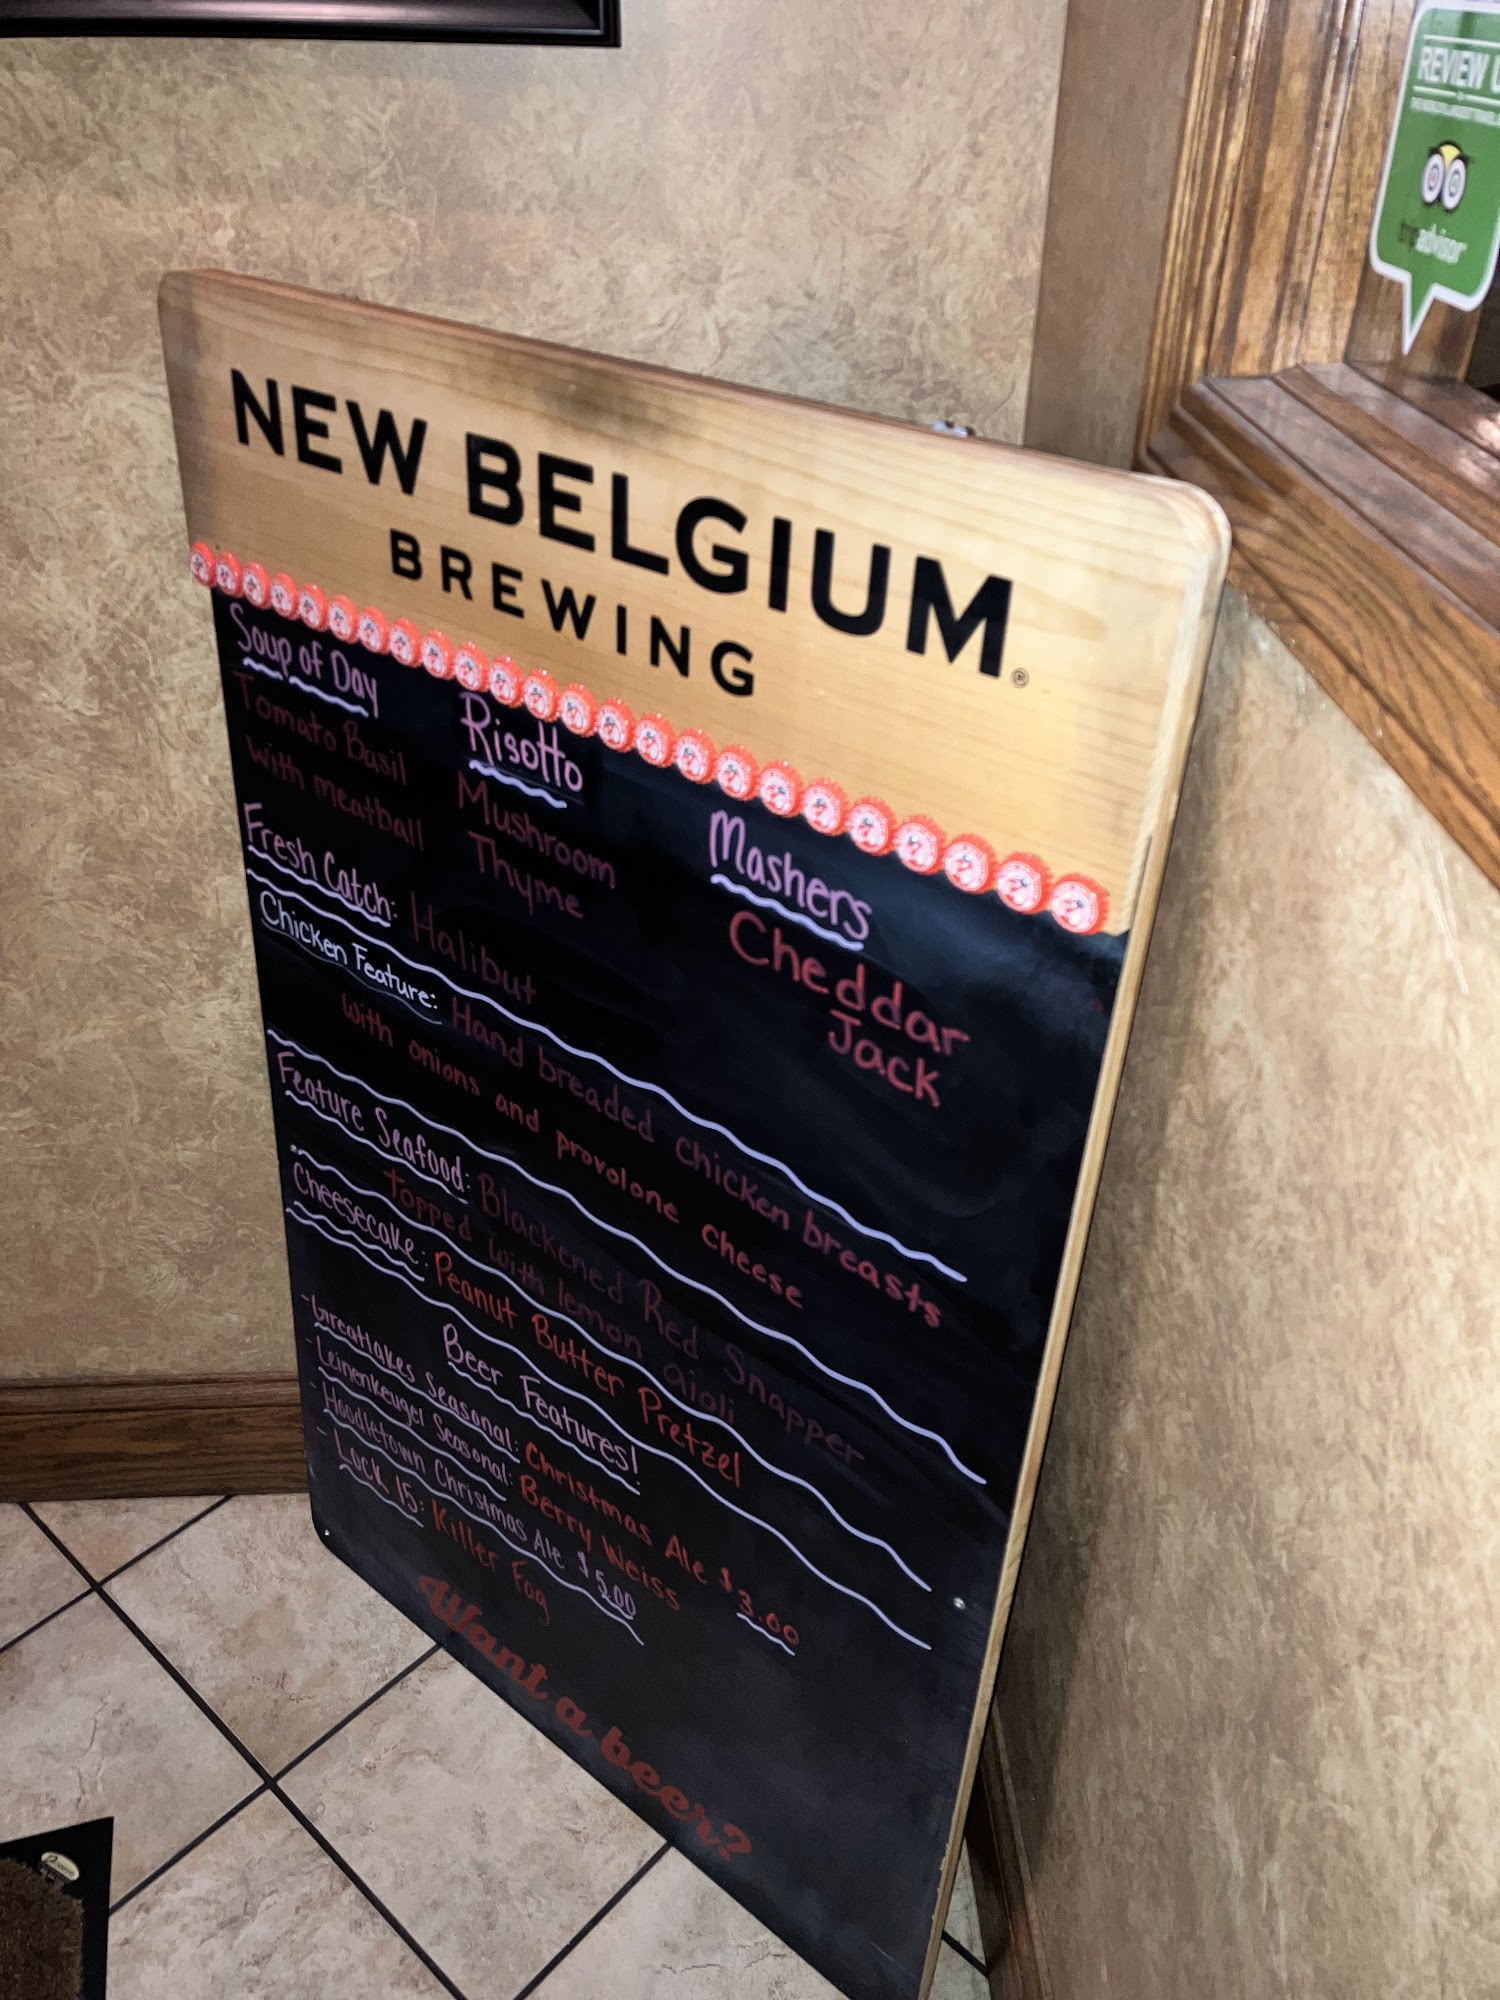 NEW BELGIUM
BREWING
®
Soup of Day
Tomato Basil
with meatball
Risotto
Mushroom
Thyme
Mashers
Cheddar
Jack
Fresh Catch: Halibut
Chicken Feature: Hand breaded chicken breasts
with onions and provolone cheese
Feature Seafood: Blackened Red Snapper
topped with lemon aioli
Cheesecake: Peanut Butter Pretzel
Beer Features!
- Greatlakes Seasonal: Christmas Ale $3.00
- Leinenkeugel Seasonal: Berry Weiss
- Hoodletown Christmas Ale $5.00
- Lock 15: Killer Fog
Want a beer?
REVIEW
tripadvisor